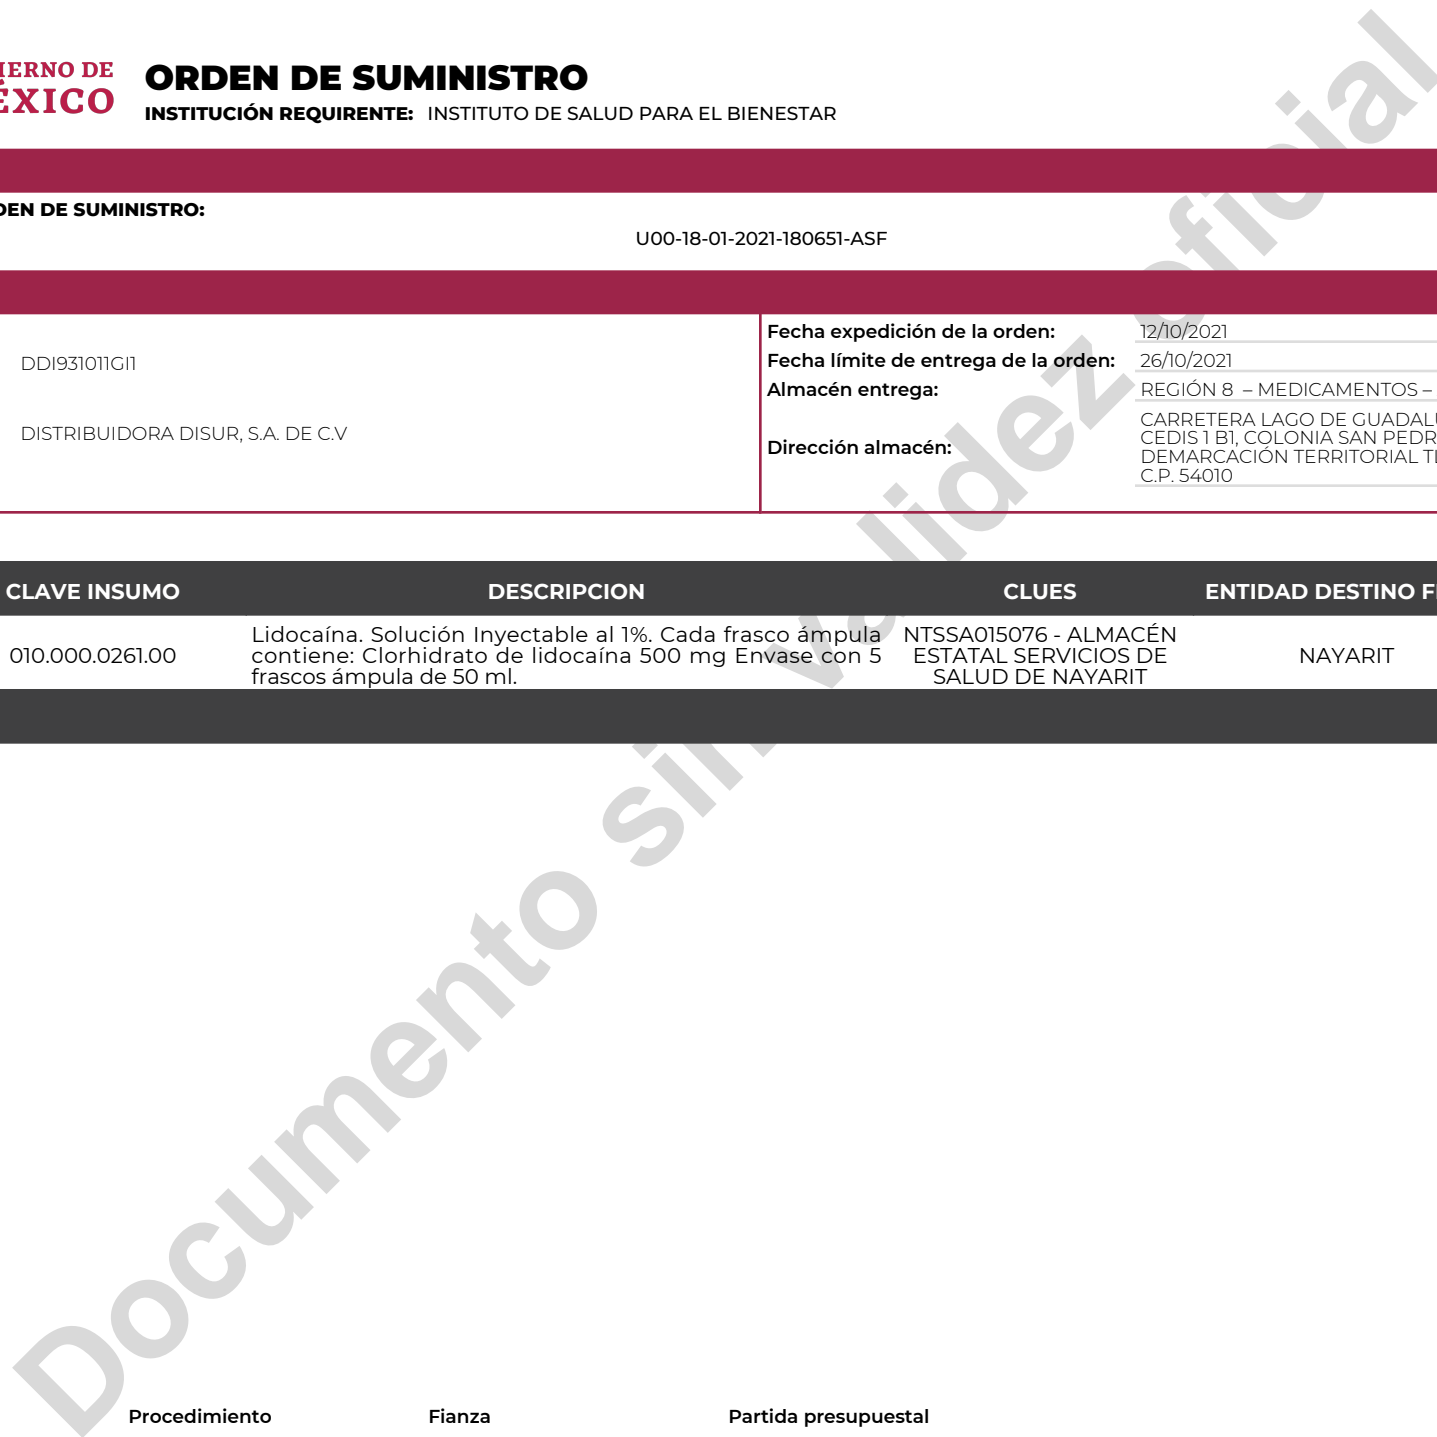 IERNO DE
ÉXICO
ORDEN DE SUMINISTRO
INSTITUCIÓN REQUIRENTE: INSTITUTO DE SALUD PARA EL BIENESTAR
DEN DE SUMINISTRO:
U00-18-01-2021-180651-ASF
DDI931011GI1
DISTRIBUIDORA DISUR, S.A. DE C.V
Fecha expedición de la orden: 12/10/2021
Fecha límite de entrega de la orden: 26/10/2021
Almacén entrega: REGIÓN 8 – MEDICAMENTOS –
Dirección almacén:
CARRETERA LAGO DE GUADALU
CEDIS 1 B1, COLONIA SAN PEDR
DEMARCACIÓN TERRITORIAL TL
C.P. 54010
CLAVE INSUMO DESCRIPCION CLUES ENTIDAD DESTINO FI
010.000.0261.00
Lidocaína. Solución Inyectable al 1%. Cada frasco ámpula
contiene: Clorhidrato de lidocaína 500 mg Envase con 5
frascos ámpula de 50 ml.
NTSSA015076 - ALMACÉN
ESTATAL SERVICIOS DE
SALUD DE NAYARIT
NAYARIT
Documento sin validez oficial
Procedimiento Fianza Partida presupuestal